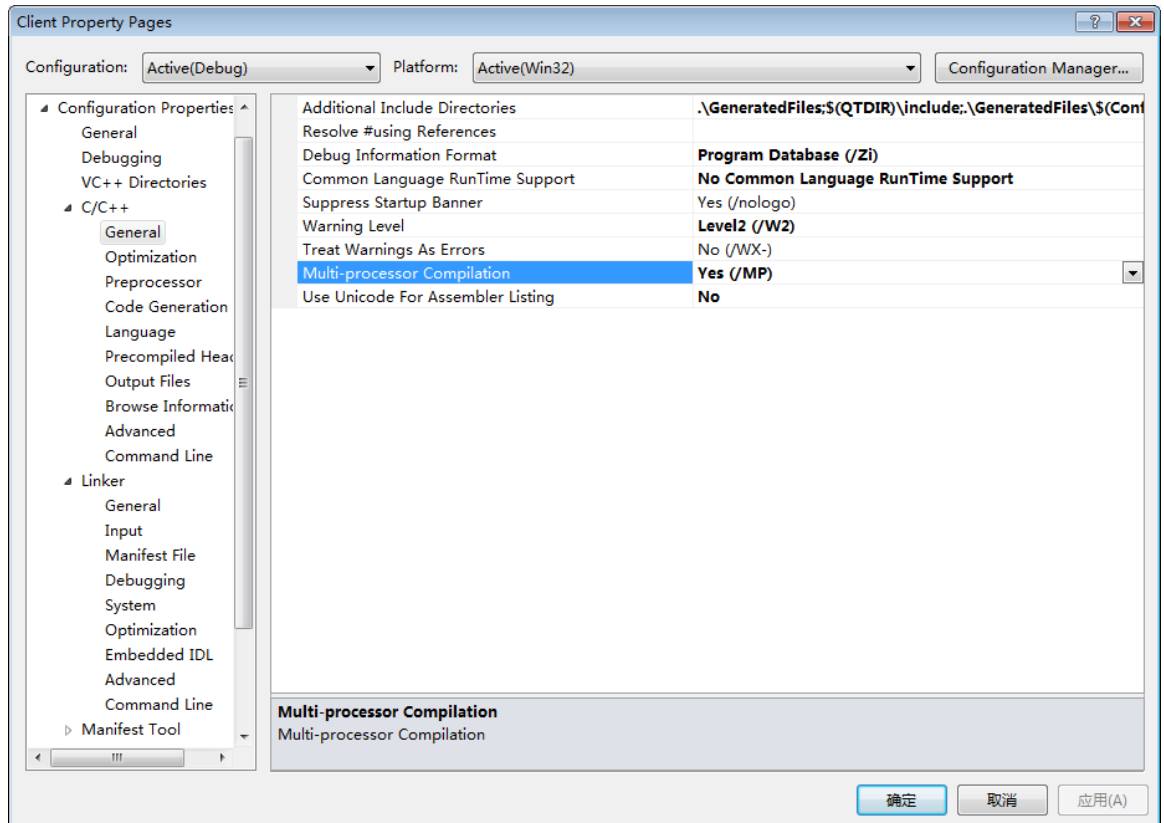 Client Property Pages
Configuration: Active(Debug) Platform: Active(Win32) Configuration Manager...
Configuration Properties
General
Debugging
VC++ Directories
C/C++
General
Optimization
Preprocessor
Code Generation
Language
Precompiled Head
Output Files
Browse Informatio
Advanced
Command Line
Linker
General
Input
Manifest File
Debugging
System
Optimization
Embedded IDL
Advanced
Command Line
Manifest Tool
Additional Include Directories .\GeneratedFiles;$(QTDIR)\include;.\GeneratedFiles\$(Conf
Resolve #using References
Debug Information Format Program Database (/Zi)
Common Language RunTime Support No Common Language RunTime Support
Suppress Startup Banner Yes (/nologo)
Warning Level Level2 (/W2)
Treat Warnings As Errors No (/WX-)
Multi-processor Compilation Yes (/MP)
Use Unicode For Assembler Listing No
Multi-processor Compilation
Multi-processor Compilation
确定 取消 应用(A)